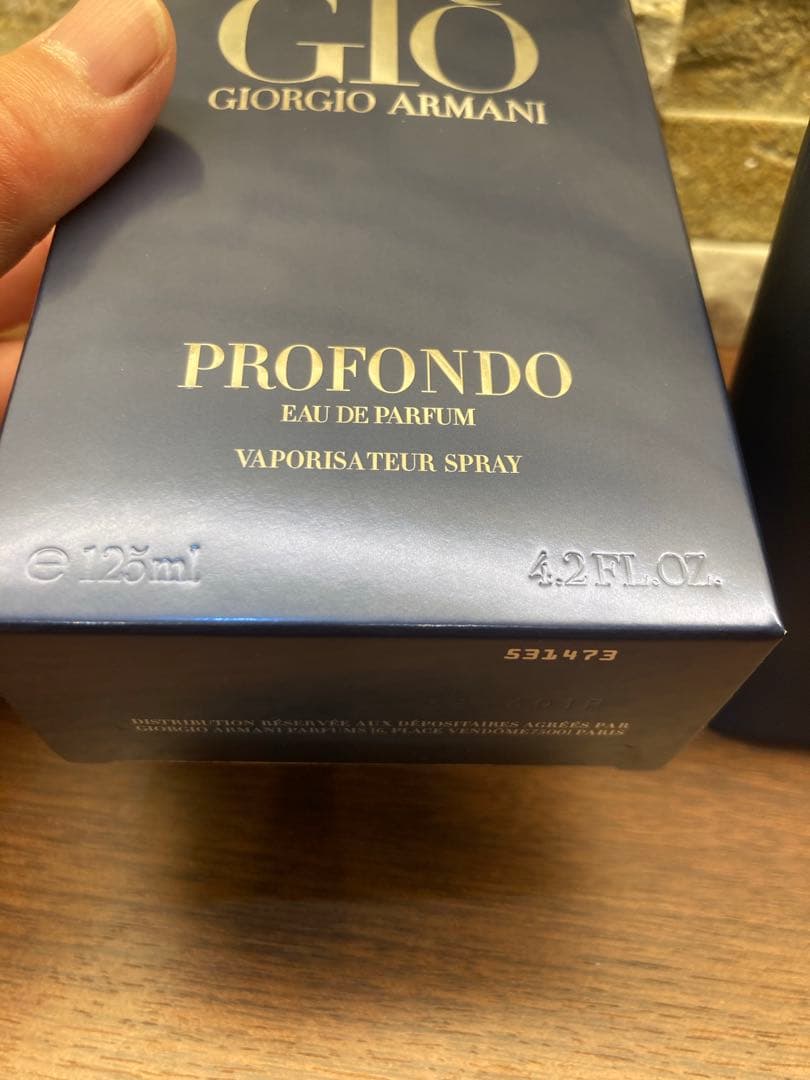 GIÒ
GIORGIO ARMANI
PROFONDO
EAU DE PARFUM
VAPORISATEUR SPRAY
℮ 125ml
4.2 FL.OZ.
531473
DISTRIBUTION RÉSERVÉE AUX DÉPOSITAIRES AGRÉÉS PAR
GIORGIO ARMANI PARFUMS 16, PLACE VENDÔME 75001 PARIS